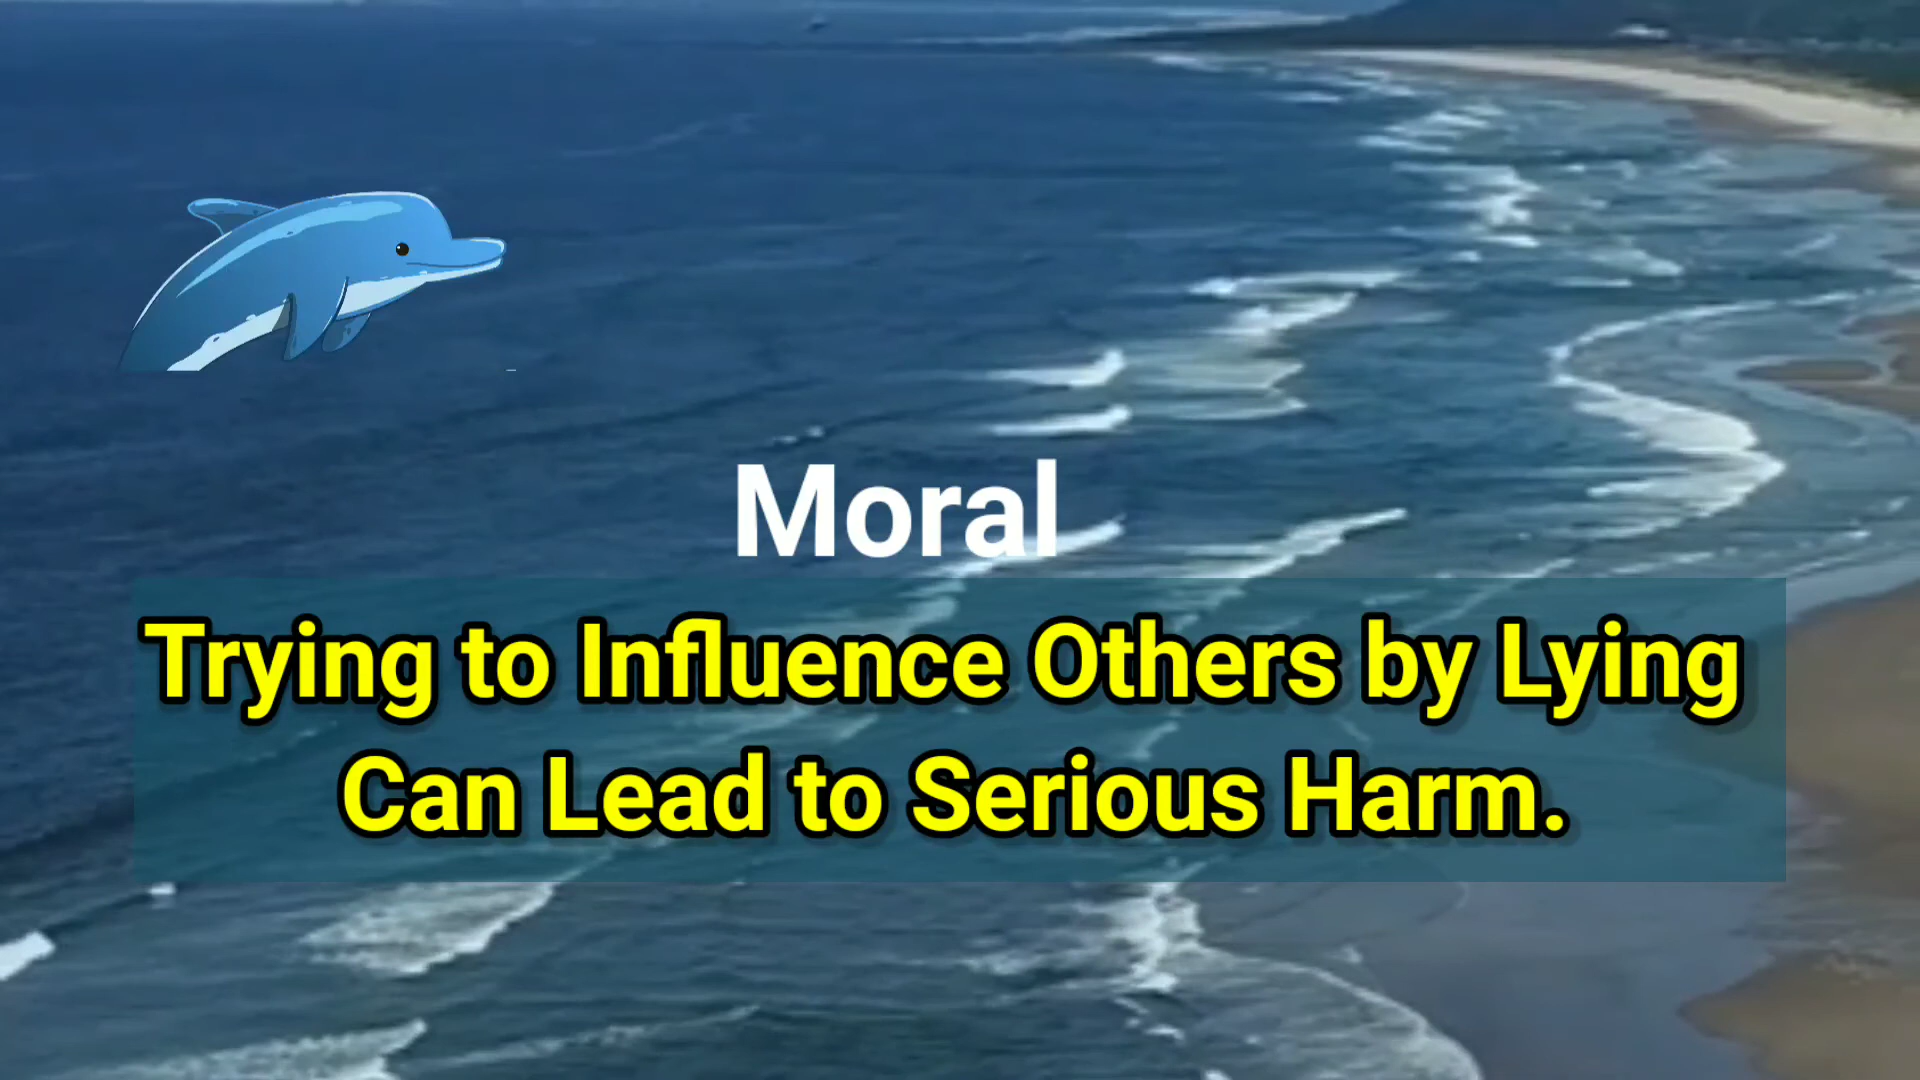 Moral
Trying to Influence Others by Lying
Can Lead to Serious Harm.